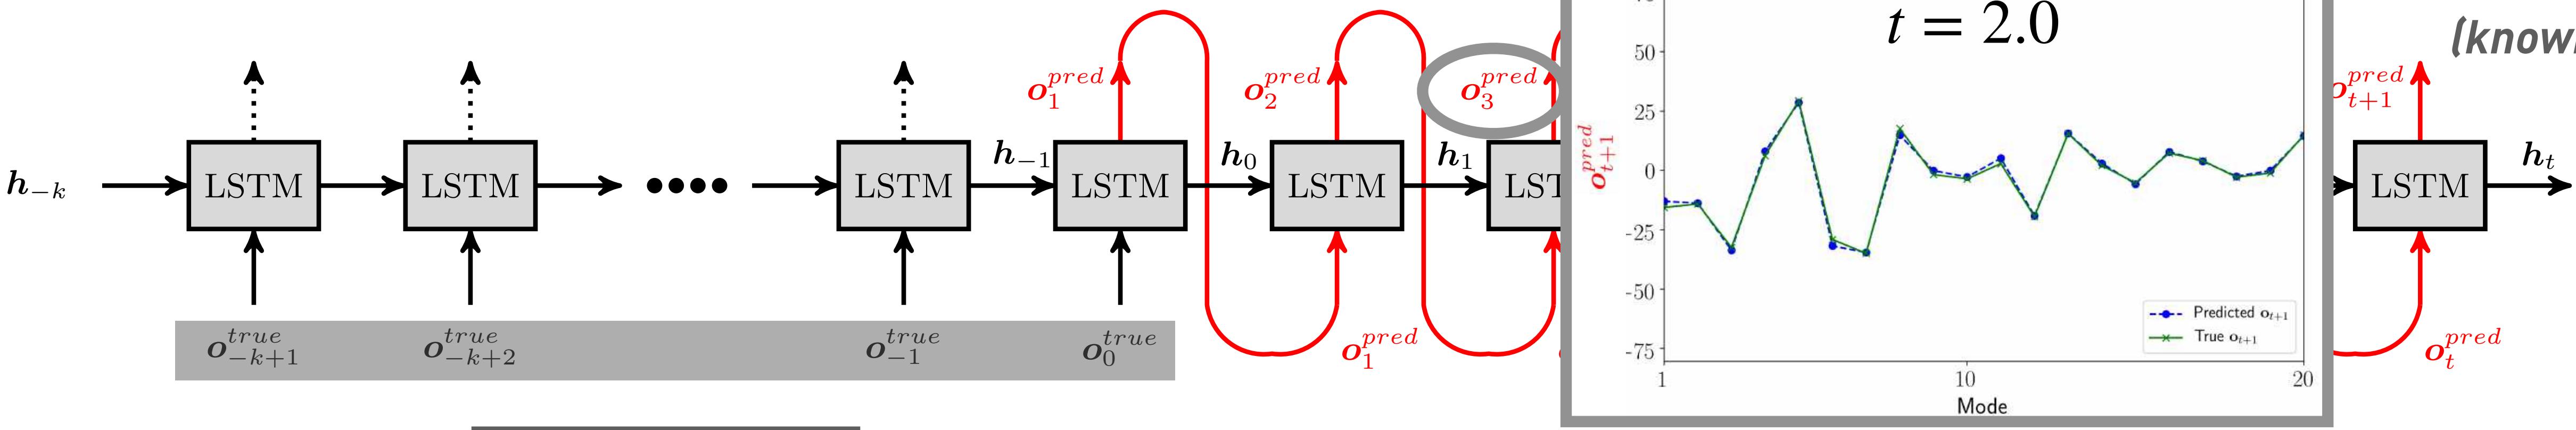 t = 2.0
(know
50
25
0
-25
-50
-75
1
10
20
Mode
o_{t+1}^{pred}
Predicted o_{t+1}
True o_{t+1}
o_1^{pred}
o_2^{pred}
o_3^{pred}
o_{t+1}^{pred}
h_{-k}
LSTM
LSTM
LSTM
h_{-1}
LSTM
h_0
LSTM
h_1
LST
LSTM
h_t
o_{-k+1}^{true}
o_{-k+2}^{true}
o_{-1}^{true}
o_0^{true}
o_1^{pred}
o_t^{pred}